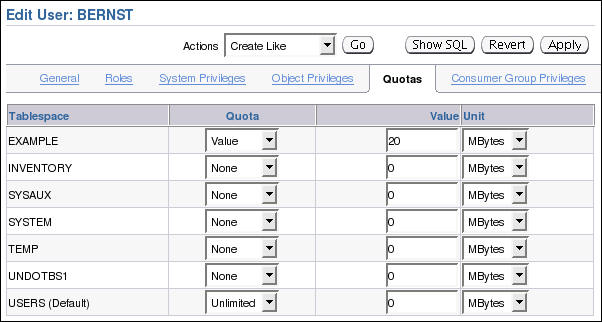 Edit User: BERNST
Actions Create Like Go Show SQL Revert Apply
General Roles System Privileges Object Privileges Quotas Consumer Group Privileges
Tablespace Quota Value Unit
EXAMPLE Value 20 MBytes
INVENTORY None 0 MBytes
SYSAUX None 0 MBytes
SYSTEM None 0 MBytes
TEMP None 0 MBytes
UNDOTBS1 None 0 MBytes
USERS (Default) Unlimited 0 MBytes